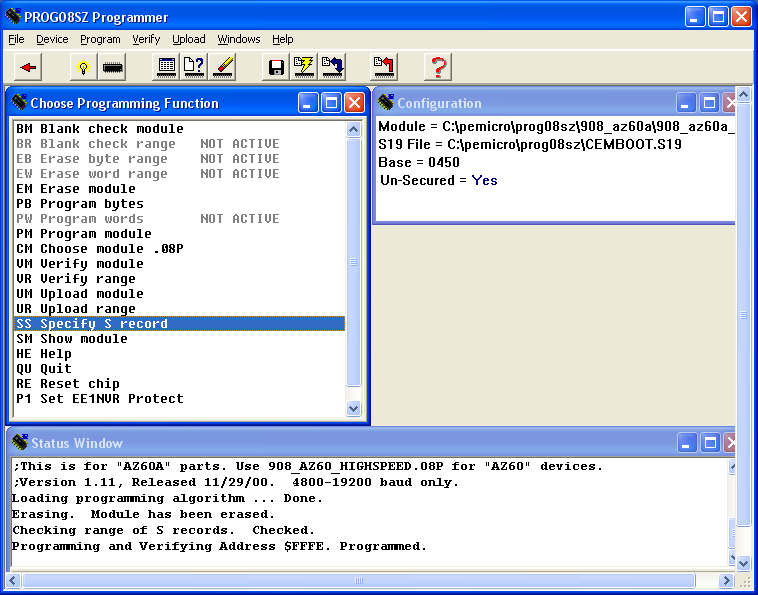 PROG08SZ Programmer
File Device Program Verify Upload Windows Help
Choose Programming Function
BM Blank check module
BR Blank check range NOT ACTIVE
EB Erase byte range NOT ACTIVE
EW Erase word range NOT ACTIVE
EM Erase module
PB Program bytes
PW Program words NOT ACTIVE
PM Program module
CM Choose module .08P
VM Verify module
VR Verify range
UM Upload module
UR Upload range
SS Specify S record
SM Show module
HE Help
QU Quit
RE Reset chip
P1 Set EE1NVR Protect
Configuration
Module = C:\pemicro\prog08sz\908_az60a\908_az60a_
S19 File = C:\pemicro\prog08sz\CEMBOOT.S19
Base = 0450
Un-Secured = Yes
Status Window
;This is for "AZ60A" parts. Use 908_AZ60_HIGHSPEED.08P for "AZ60" devices.
;Version 1.11, Released 11/29/00. 4800-19200 baud only.
Loading programming algorithm ... Done.
Erasing. Module has been erased.
Checking range of S records. Checked.
Programming and Verifying Address $FFFE. Programmed.